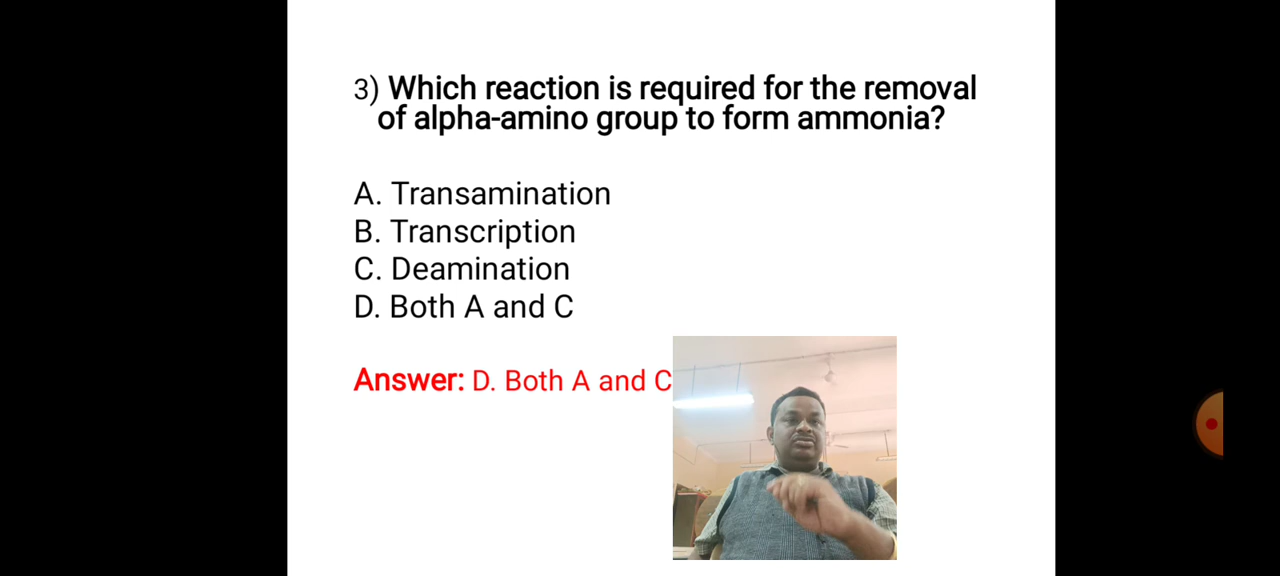 3) Which reaction is required for the removal
of alpha-amino group to form ammonia?
A. Transamination
B. Transcription
C. Deamination
D. Both A and C
Answer: D. Both A and C